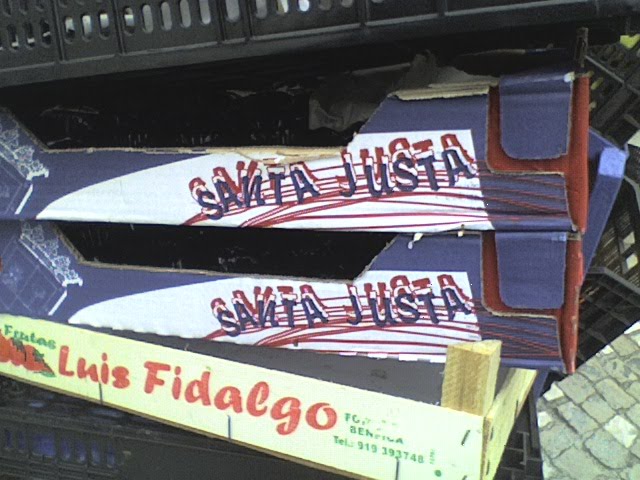 SANTA JUSTA
SANTA JUSTA
Frutas
Luis Fidalgo
BENFICA
Tel.: 919 393748